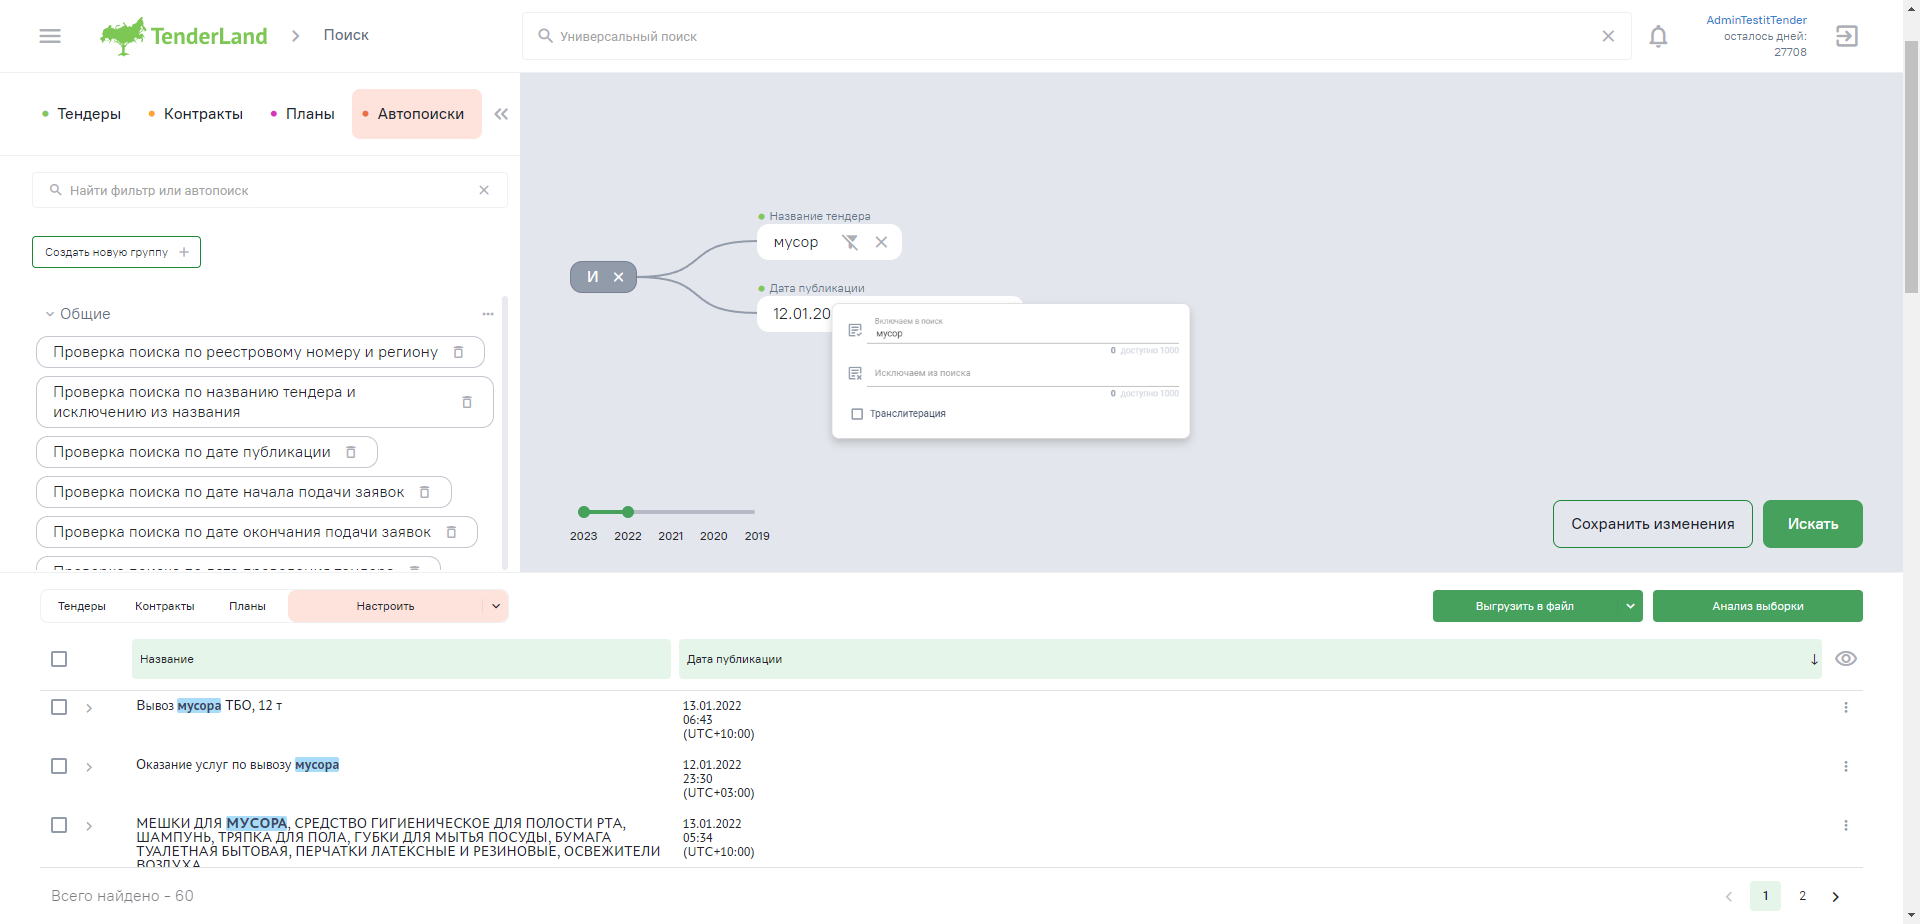 TenderLand
Поиск
Универсальный поиск
AdminTestitTender
осталось дней:
27708
Тендеры
Контракты
Планы
Автопоиски
Найти фильтр или автопоиск
Создать новую группу
Общие
Проверка поиска по реестровому номеру и региону
Проверка поиска по названию тендера и
исключению из названия
Проверка поиска по дате публикации
Проверка поиска по дате начала подачи заявок
Проверка поиска по дате окончания подачи заявок
Название тендера
мусор
И
Дата публикации
12.01.20
Включаем в поиск
мусор
0 доступно 1000
Исключаем из поиска
0 доступно 1000
Транслитерация
2023 2022 2021 2020 2019
Сохранить изменения
Искать
Тендеры
Контракты
Планы
Настроить
Выгрузить в файл
Анализ выборки
Название
Дата публикации
Вывоз мусора ТБО, 12 т
13.01.2022
06:43
(UTC+10:00)
Оказание услуг по вывозу мусора
12.01.2022
23:30
(UTC+03:00)
МЕШКИ ДЛЯ МУСОРА, СРЕДСТВО ГИГИЕНИЧЕСКОЕ ДЛЯ ПОЛОСТИ РТА,
ШАМПУНЬ, ТРЯПКА ДЛЯ ПОЛА, ГУБКИ ДЛЯ МЫТЬЯ ПОСУДЫ, БУМАГА
ТУАЛЕТНАЯ БЫТОВАЯ, ПЕРЧАТКИ ЛАТЕКСНЫЕ И РЕЗИНОВЫЕ, ОСВЕЖИТЕЛИ
ВОЗДУХА
13.01.2022
05:34
(UTC+10:00)
Всего найдено - 60
1 2